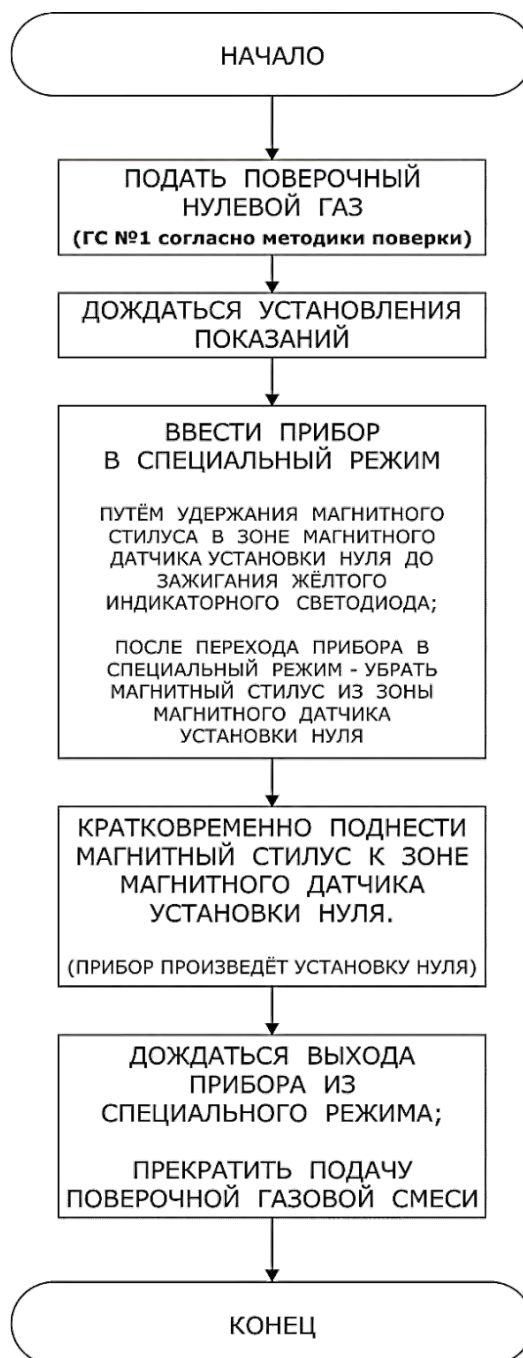 НАЧАЛО
ПОДАТЬ ПОВЕРОЧНЫЙ
НУЛЕВОЙ ГАЗ
(ГС №1 согласно методики поверки)
ДОЖДАТЬСЯ УСТАНОВЛЕНИЯ
ПОКАЗАНИЙ
ВВЕСТИ ПРИБОР
В СПЕЦИАЛЬНЫЙ РЕЖИМ
ПУТЁМ УДЕРЖАНИЯ МАГНИТНОГО
СТИЛУСА В ЗОНЕ МАГНИТНОГО
ДАТЧИКА УСТАНОВКИ НУЛЯ ДО
ЗАЖИГАНИЯ ЖЁЛТОГО
ИНДИКАТОРНОГО СВЕТОДИОДА;
ПОСЛЕ ПЕРЕХОДА ПРИБОРА В
СПЕЦИАЛЬНЫЙ РЕЖИМ - УБРАТЬ
МАГНИТНЫЙ СТИЛУС ИЗ ЗОНЫ
МАГНИТНОГО ДАТЧИКА
УСТАНОВКИ НУЛЯ
КРАТКОВРЕМЕННО ПОДНЕСТИ
МАГНИТНЫЙ СТИЛУС К ЗОНЕ
МАГНИТНОГО ДАТЧИКА
УСТАНОВКИ НУЛЯ.
(ПРИБОР ПРОИЗВЕДЁТ УСТАНОВКУ НУЛЯ)
ДОЖДАТЬСЯ ВЫХОДА
ПРИБОРА ИЗ
СПЕЦИАЛЬНОГО РЕЖИМА;
ПРЕКРАТИТЬ ПОДАЧУ
ПОВЕРОЧНОЙ ГАЗОВОЙ СМЕСИ
КОНЕЦ